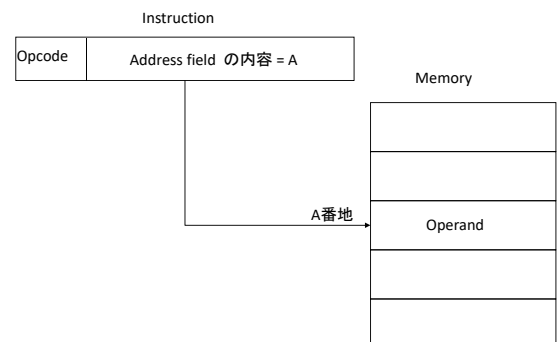 Instruction
Opcode
Address field の内容 = A
Memory
A番地
Operand